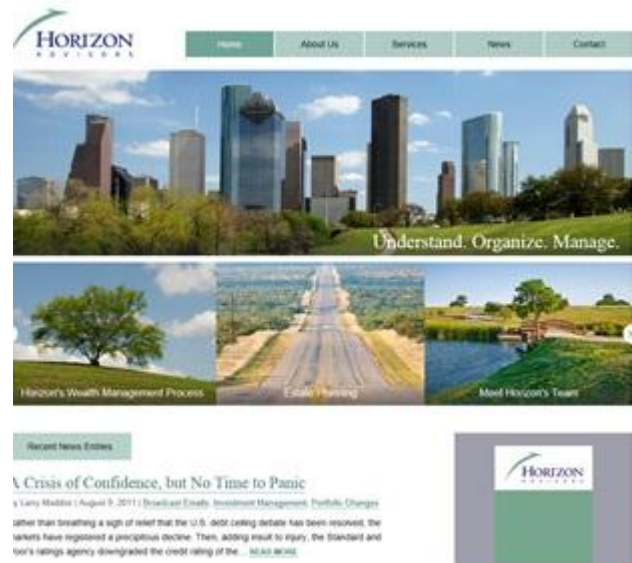 HORIZON
ADVISORS
Home About Us Services News Contact
Understand. Organize. Manage.
Horizon's Wealth Management Process Estate Planning Meet Horizon's Team
Recent News Entries
A Crisis of Confidence, but No Time to Panic
y Larry Maddox | August 9, 2011 | Broadcast Emails, Investment Management, Portfolio Changes
ather than breathing a sigh of relief that the U.S. debt ceiling debate has been resolved, the
arkets have registered a precipitous decline. Then, adding insult to injury, the Standard and
oor's ratings agency downgraded the credit rating of the... READ MORE
HORIZON
ADVISORS